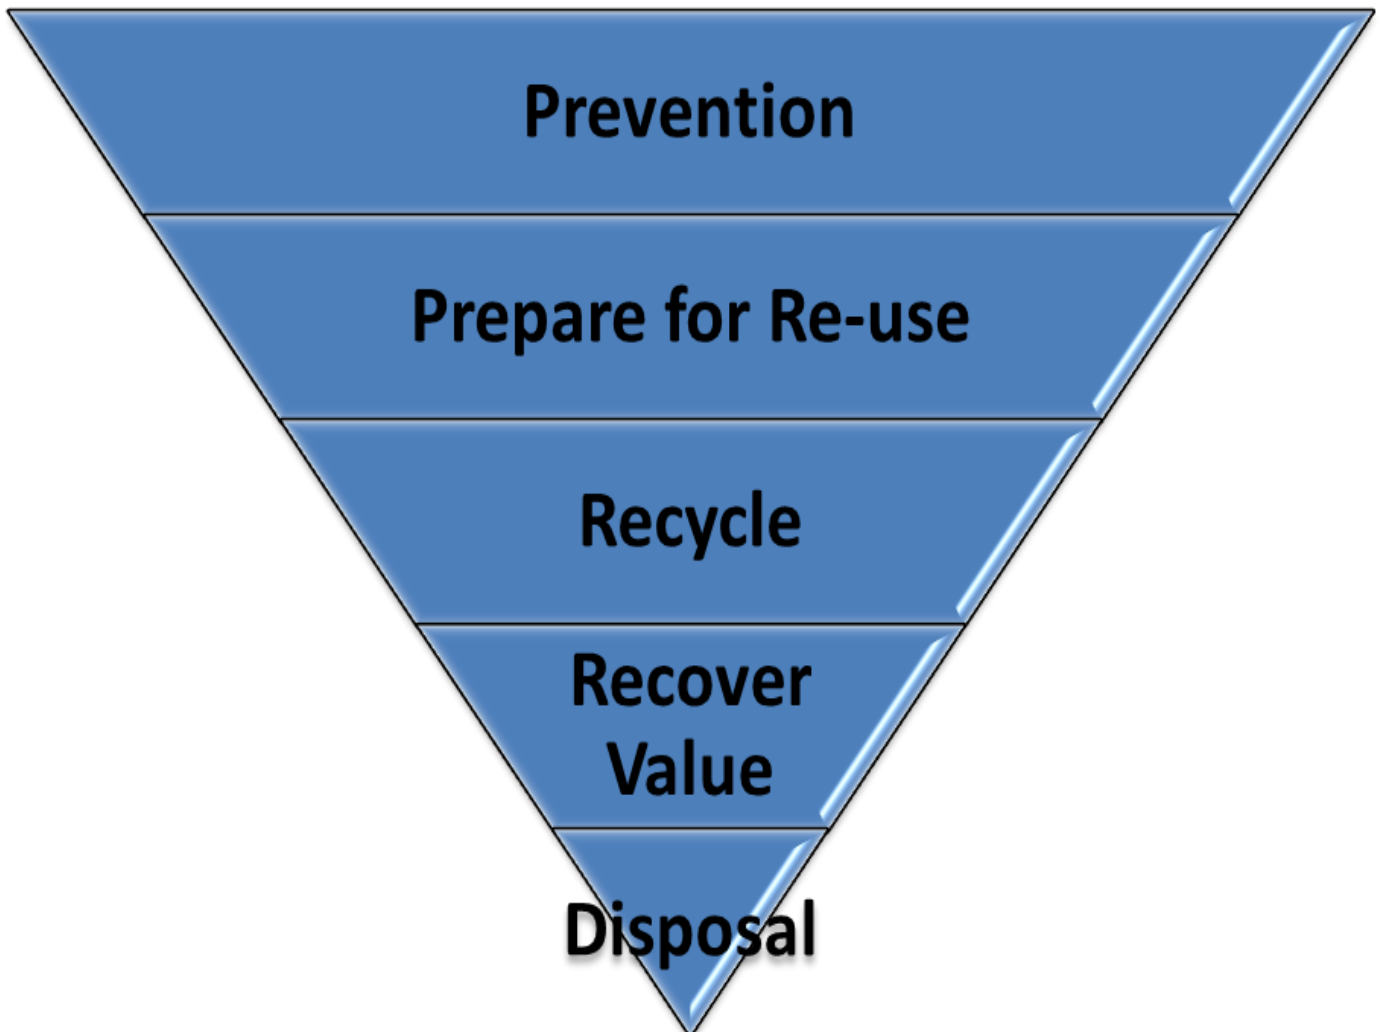 Prevention
Prepare for Re-use
Recycle
Recover
Value
Disposal